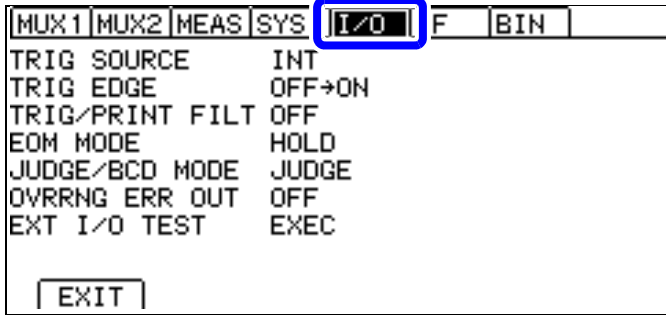 MUX1 MUX2 MEAS SYS I/O F BIN
TRIG SOURCE INT
TRIG EDGE OFF→ON
TRIG/PRINT FILT OFF
EOM MODE HOLD
JUDGE/BCD MODE JUDGE
OVRRNG ERR OUT OFF
EXT I/O TEST EXEC
EXIT